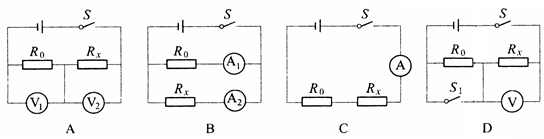 S S S S
R₀ Rₓ R₀ A₁ A R₀ Rₓ
V₁ V₂ Rₓ A₂ R₀ Rₓ S₁ V
A B C D